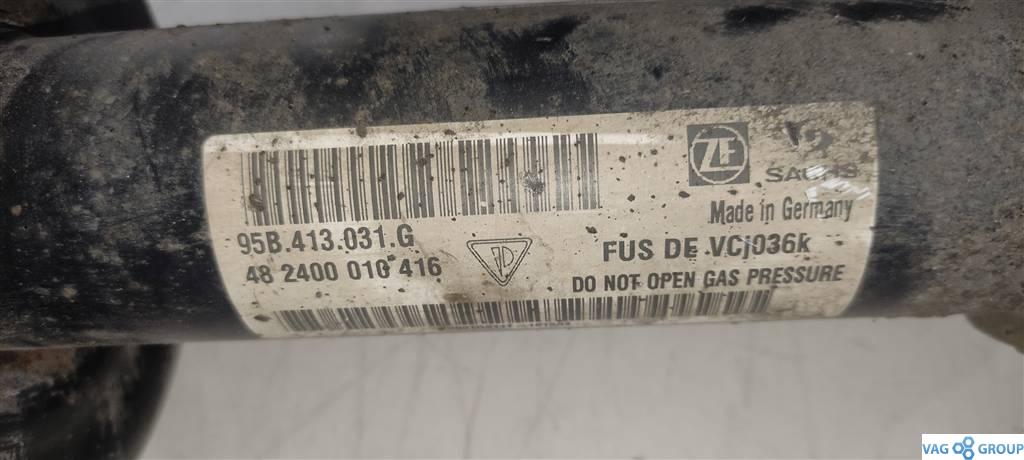 ZF
SACHS
Made in Germany
95B.413.031.G
FUS DE VCj036k
48 2400 010 416
DO NOT OPEN GAS PRESSURE
VAG GROUP